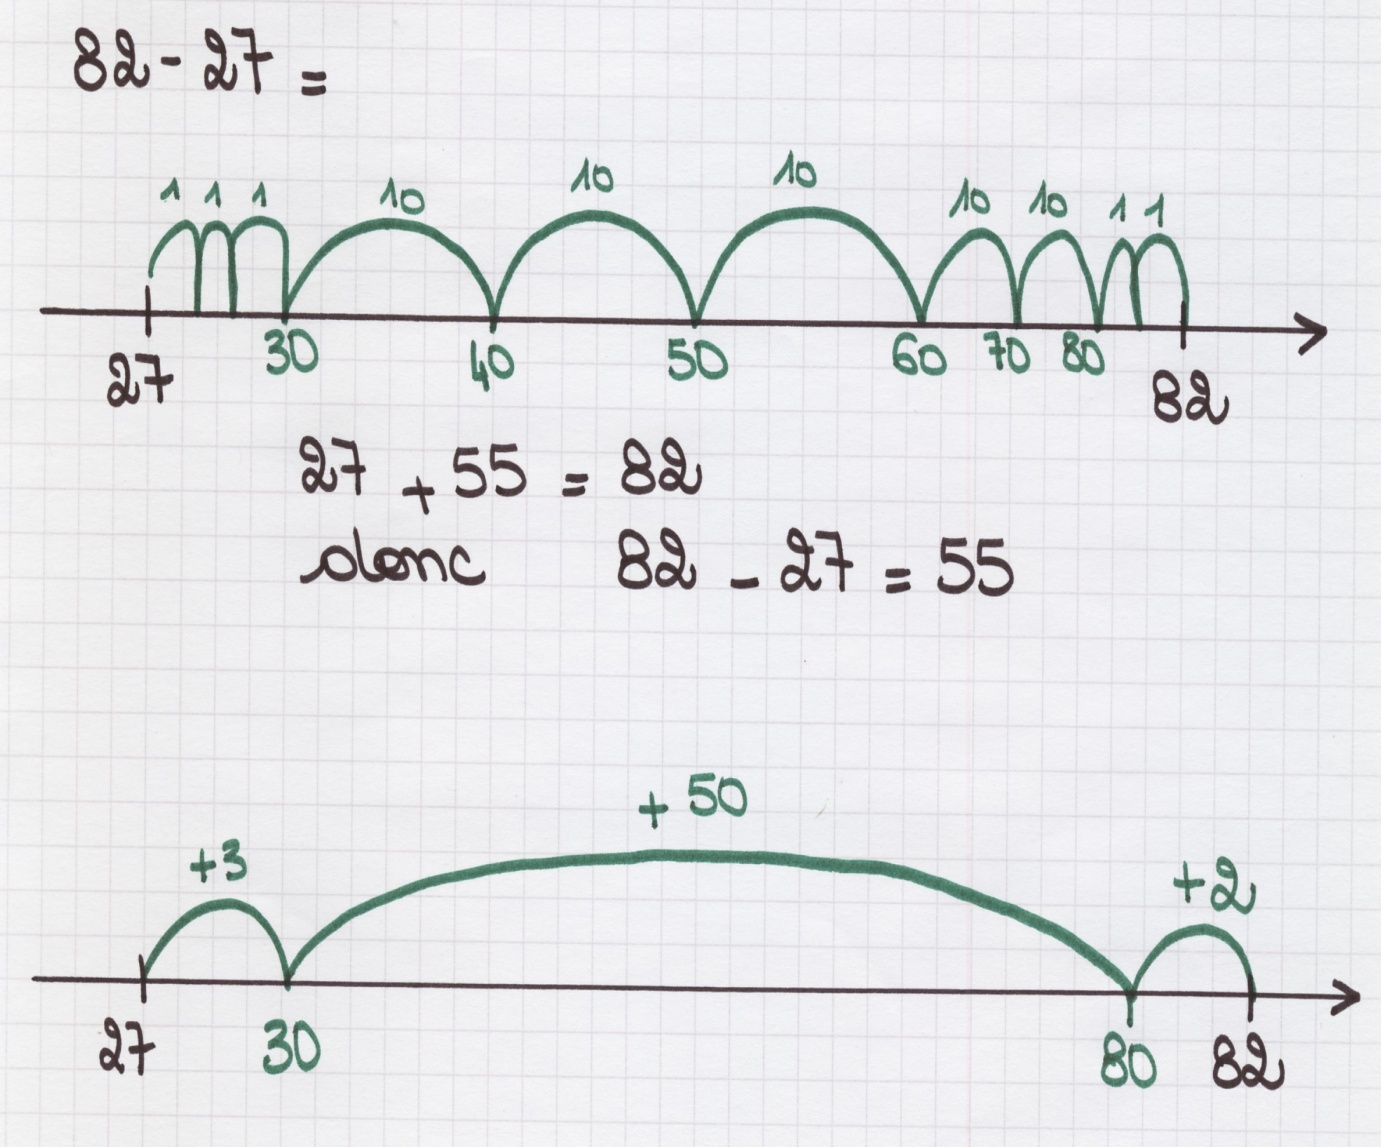 82 - 27 =
1 1 1 10 10 10 10 10 1 1
27 30 40 50 60 70 80 82
27 + 55 = 82
donc 82 - 27 = 55
+3 + 50 +2
27 30 80 82